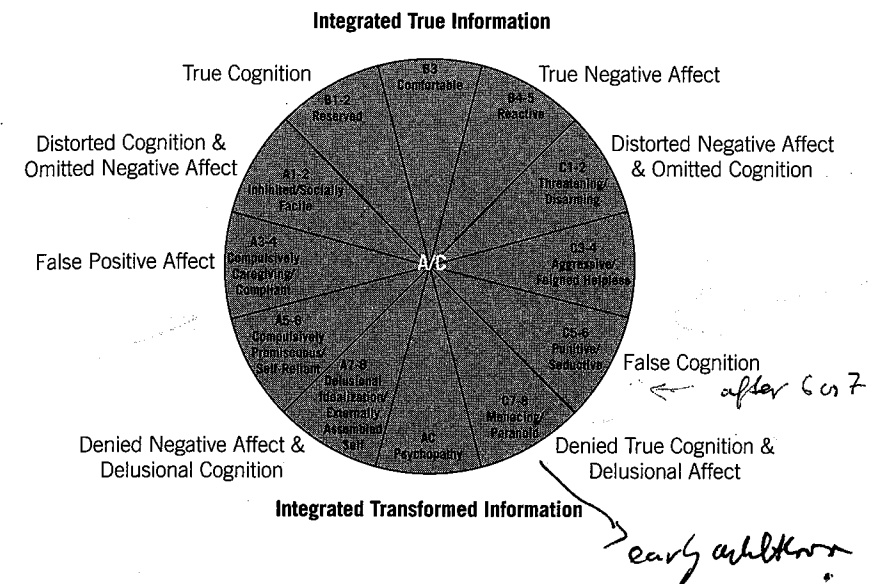 Integrated True Information
True Cognition
True Negative Affect
B3
Comfortable
B1-2
Reserved
B4-5
Reactive
Distorted Cognition &
Omitted Negative Affect
Distorted Negative Affect
& Omitted Cognition
A1-2
Inhibited/Socially
Facile
C1-2
Threatening/
Disarming
False Positive Affect
A3-4
Compulsively
Caregiving/
Compliant
A/C
C3-4
Aggressive/
Feigned Helpless
A5-6
Compulsively
Promiscuous/
Self-Reliant
C5-6
Punitive/
Seductive
False Cognition
← after 6 or 7
A7-8
Delusional
Idealization/
Externally
Assembled
Self
C7-8
Menacing/
Paranoid
AC
Psychopathy
Denied Negative Affect &
Delusional Cognition
Denied True Cognition &
Delusional Affect
Integrated Transformed Information
early